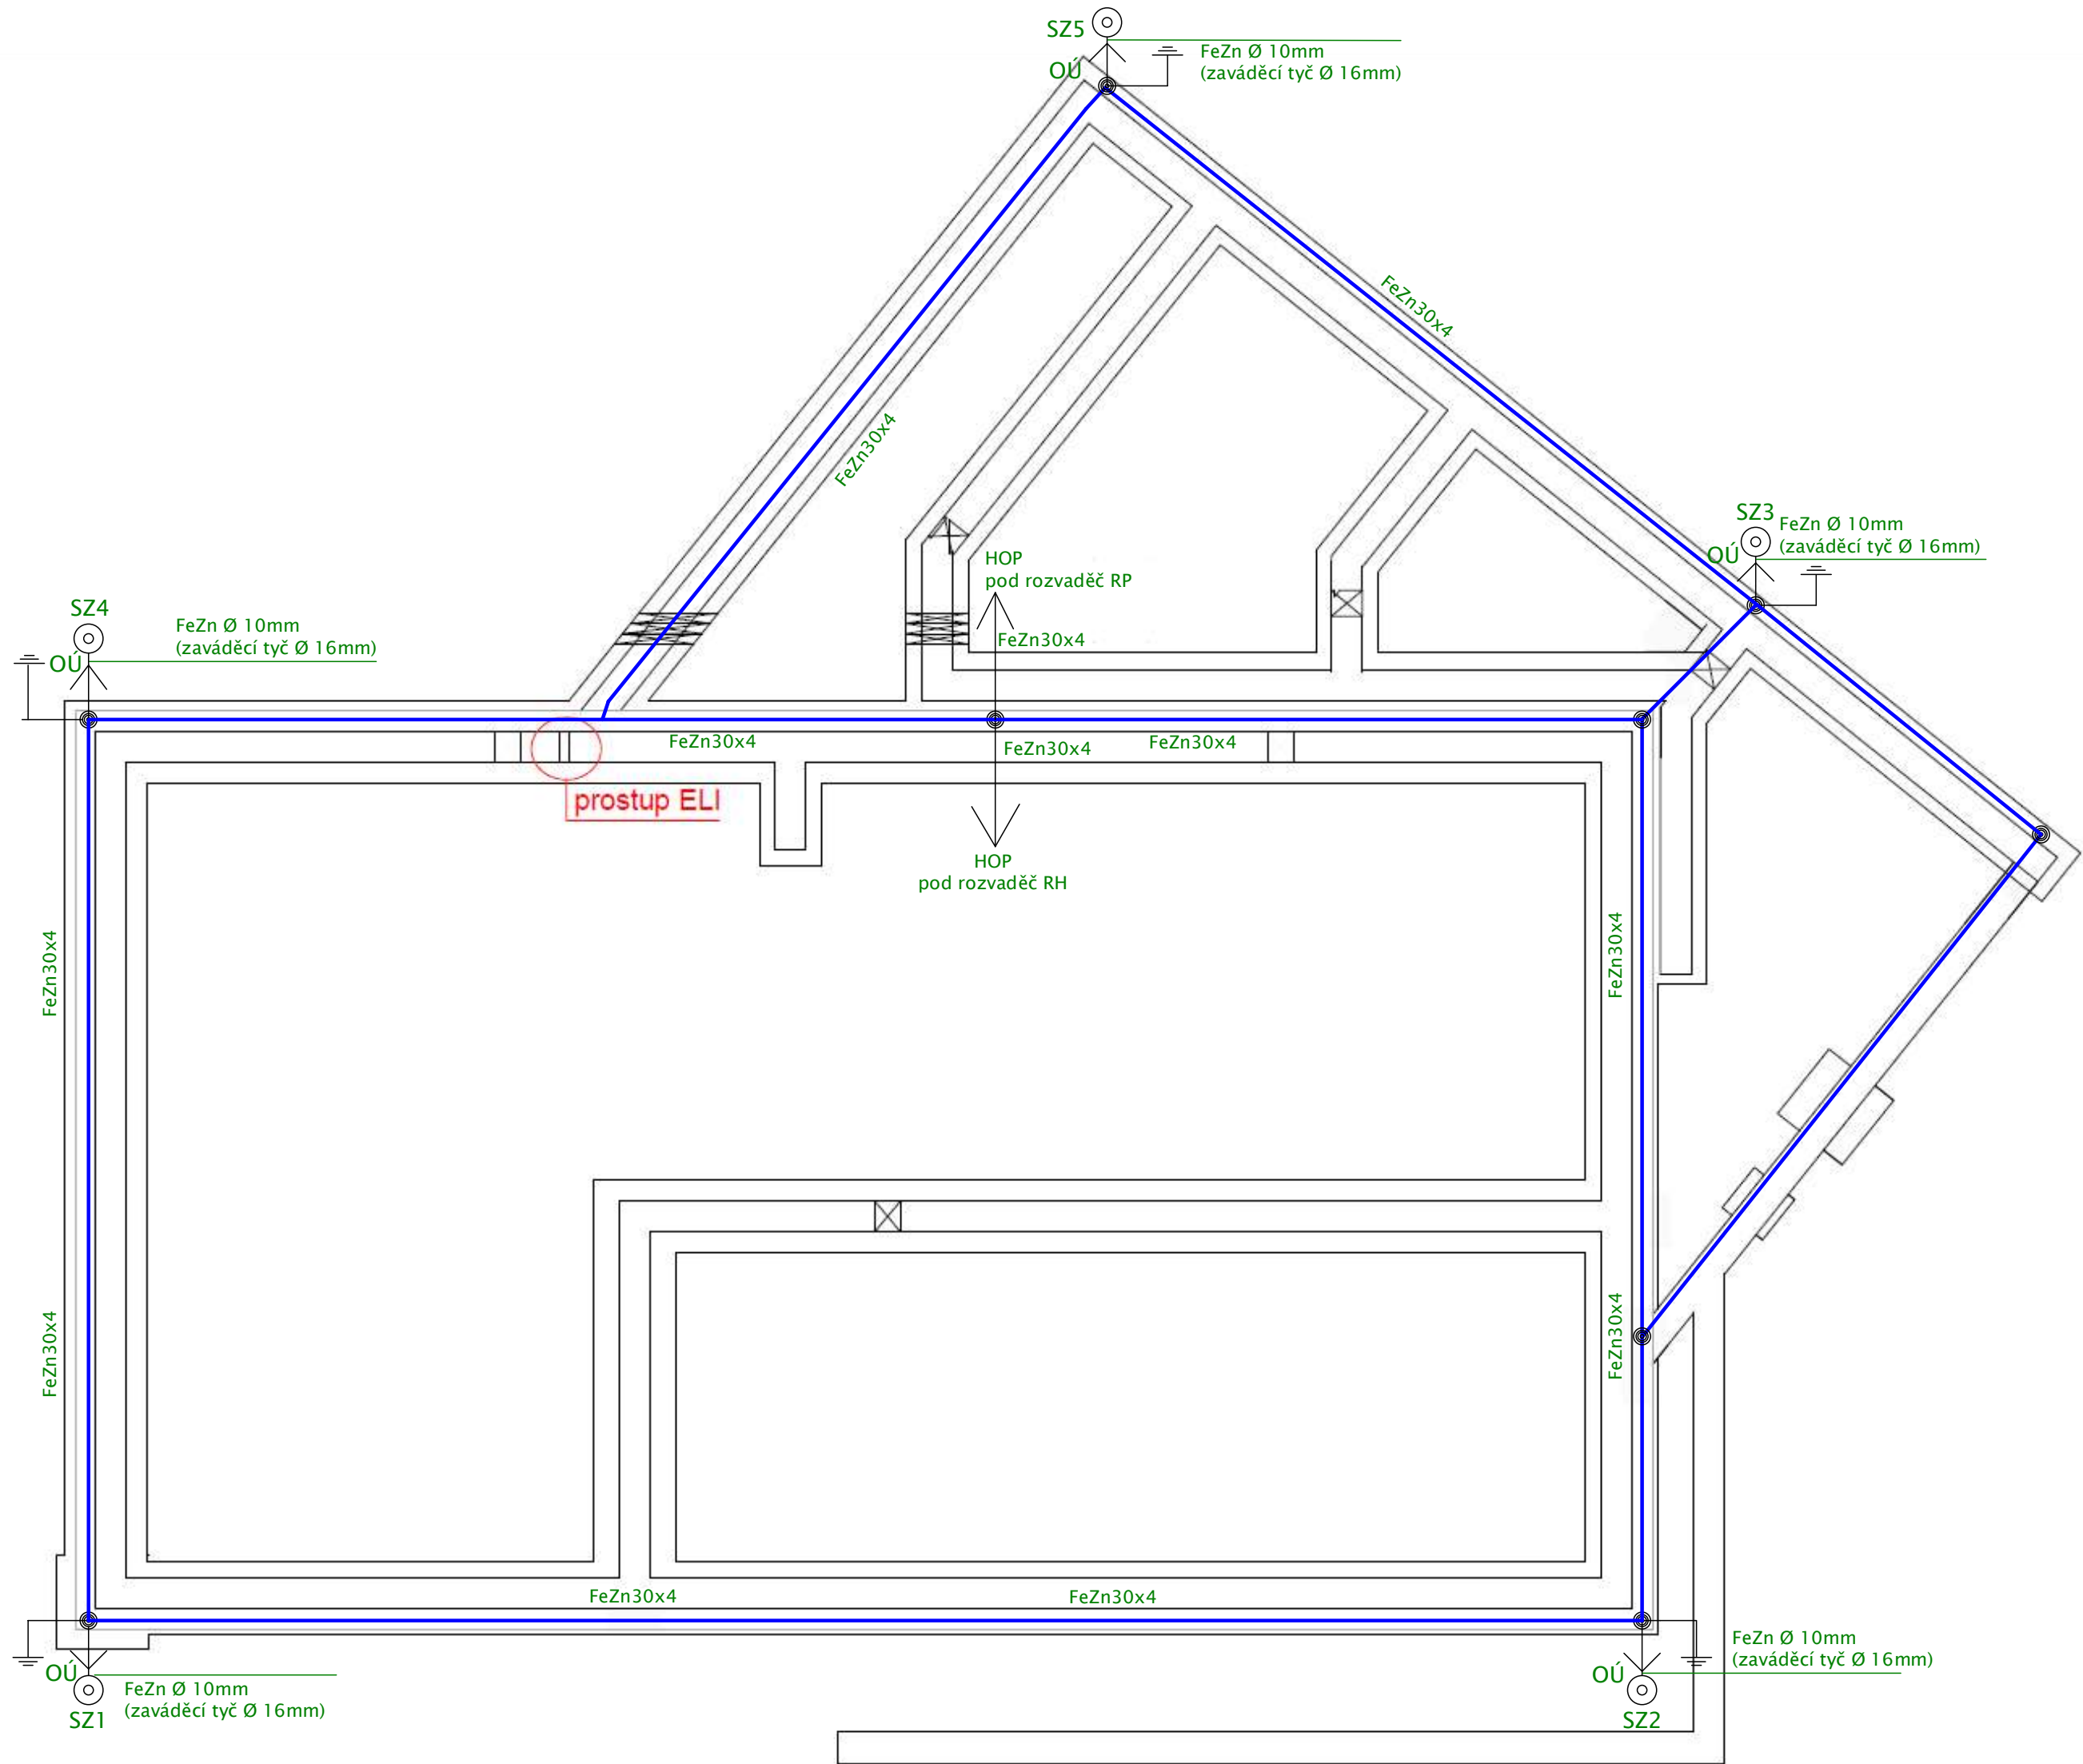 SZ5
OÚ
FeZn Ø 10mm
(zaváděcí tyč Ø 16mm)
FeZn30x4
FeZn30x4
SZ3
OÚ
FeZn Ø 10mm
(zaváděcí tyč Ø 16mm)
HOP
pod rozvaděč RP
FeZn30x4
SZ4
OÚ
FeZn Ø 10mm
(zaváděcí tyč Ø 16mm)
FeZn30x4
FeZn30x4
FeZn30x4
prostup ELI
HOP
pod rozvaděč RH
FeZn30x4
FeZn30x4
FeZn30x4
FeZn30x4
FeZn30x4
FeZn30x4
OÚ
SZ1
FeZn Ø 10mm
(zaváděcí tyč Ø 16mm)
OÚ
SZ2
FeZn Ø 10mm
(zaváděcí tyč Ø 16mm)